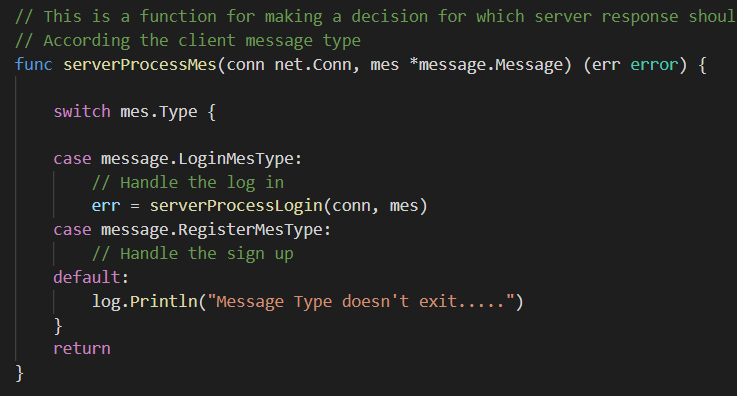 // This is a function for making a decision for which server response
// According the client message type
func serverProcessMes(conn net.Conn, mes *message.Message) (err error) {
switch mes.Type {
case message.LoginMesType:
// Handle the log in
err = serverProcessLogin(conn, mes)
case message.RegisterMesType:
// Handle the sign up
default:
log.Println("Message Type doesn't exit.....")
}
return
}